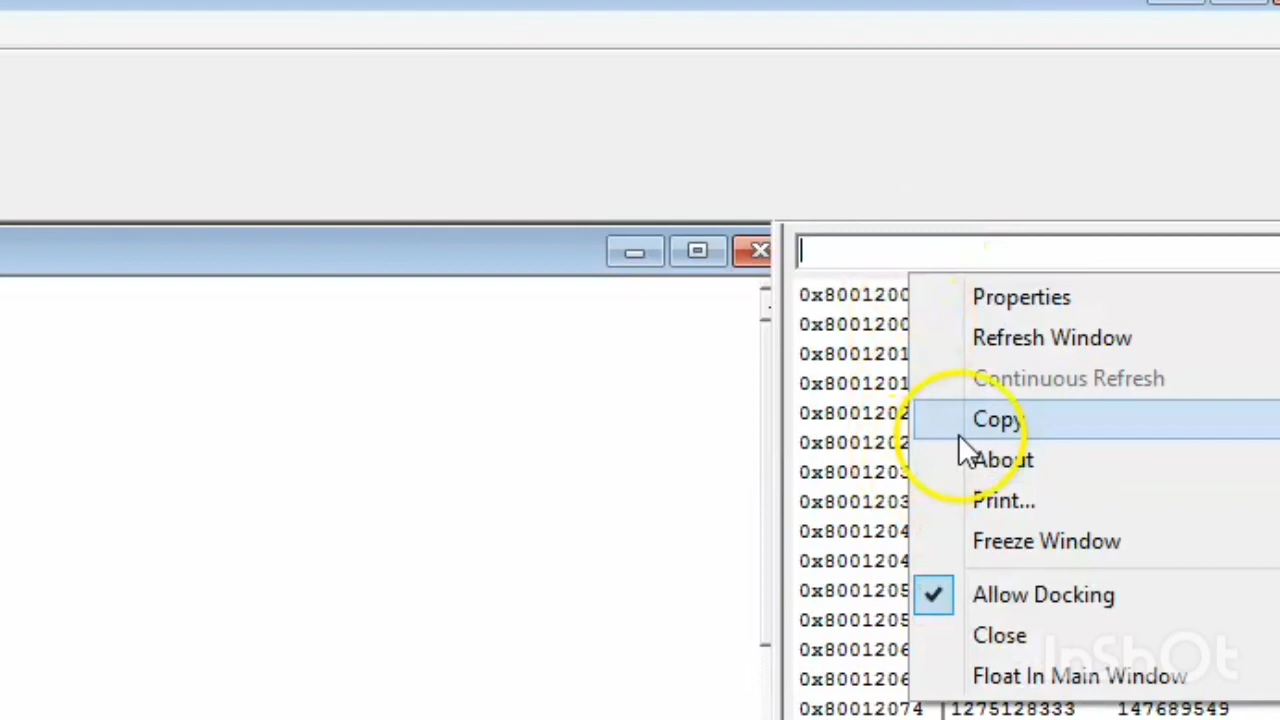 0x8001200
Properties
0x8001200
Refresh Window
0x8001201
Continuous Refresh
0x8001201
0x8001202
Copy
0x8001202
About
0x8001203
0x8001203
Print...
0x8001204
Freeze Window
0x8001204
0x8001205
Allow Docking
0x8001205
Close
0x8001206
0x8001206
Float In Main Window
InShOt
0x80012074 1275128333 147689549